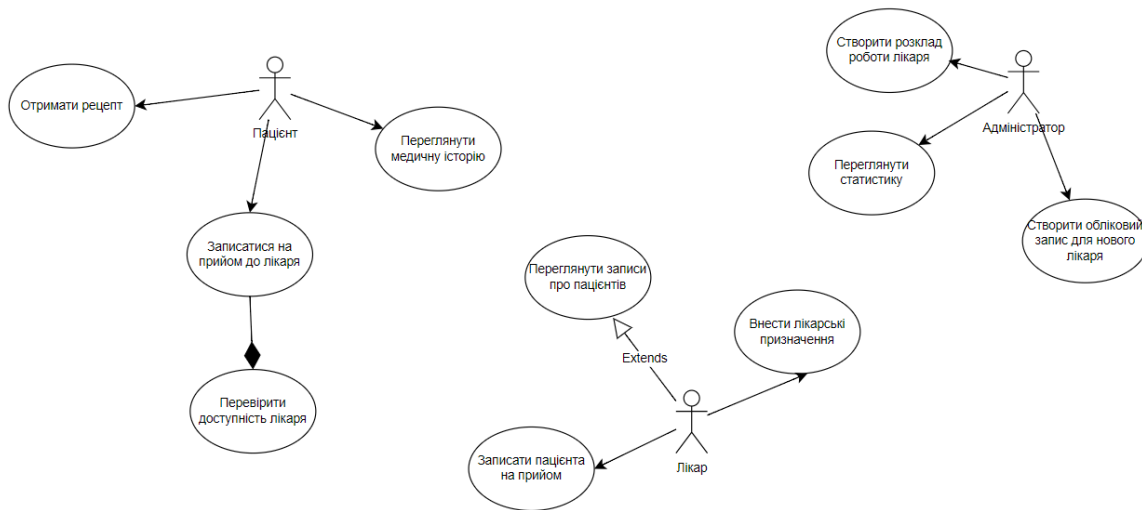 Отримати рецепт
Пацієнт
Переглянути
медичну історію
Записатися на
прийом до лікаря
Перевірити
доступність лікаря
Створити розклад
роботи лікаря
Адміністратор
Переглянути
статистику
Створити обліковий
запис для нового
лікаря
Переглянути записи
про пацієнтів
Extends
Внести лікарські
призначення
Лікар
Записати пацієнта
на прийом